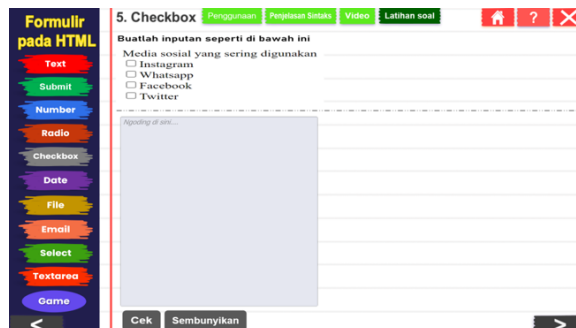 Formulir
pada HTML
Text
Submit
Number
Radio
Checkbox
Date
File
Email
Select
Textarea
Game
<
5. Checkbox
Penggunaan
Penjelasan Sintaks
Video
Latihan soal
?
X
Buatlah inputan seperti di bawah ini
Media sosial yang sering digunakan
Instagram
Whatsapp
Facebook
Twitter
Ngoding di sini....
Cek
Sembunyikan
>